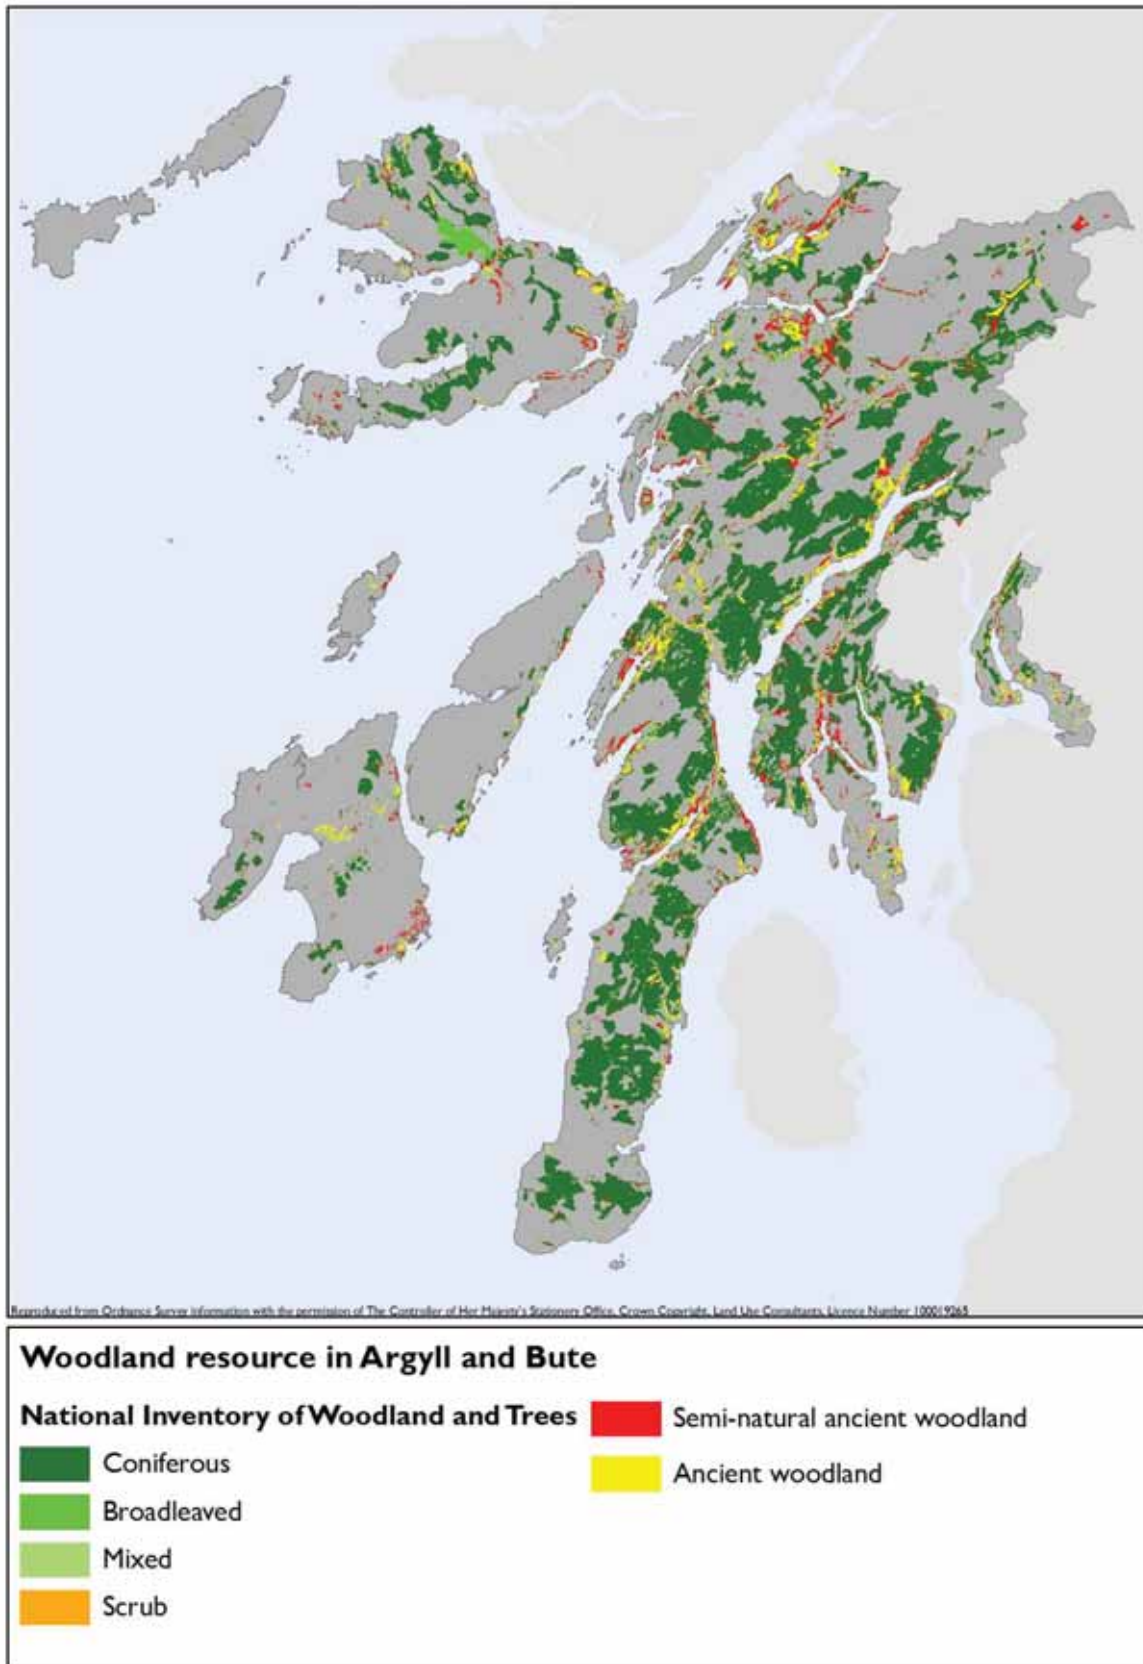 Reproduced from Ordnance Survey information with the permission of The Controller of Her Majesty's Stationery Office, Crown Copyright, Land Use Consultants, Licence Number 100019265
Woodland resource in Argyll and Bute
National Inventory of Woodland and Trees
Coniferous
Broadleaved
Mixed
Scrub
Semi-natural ancient woodland
Ancient woodland